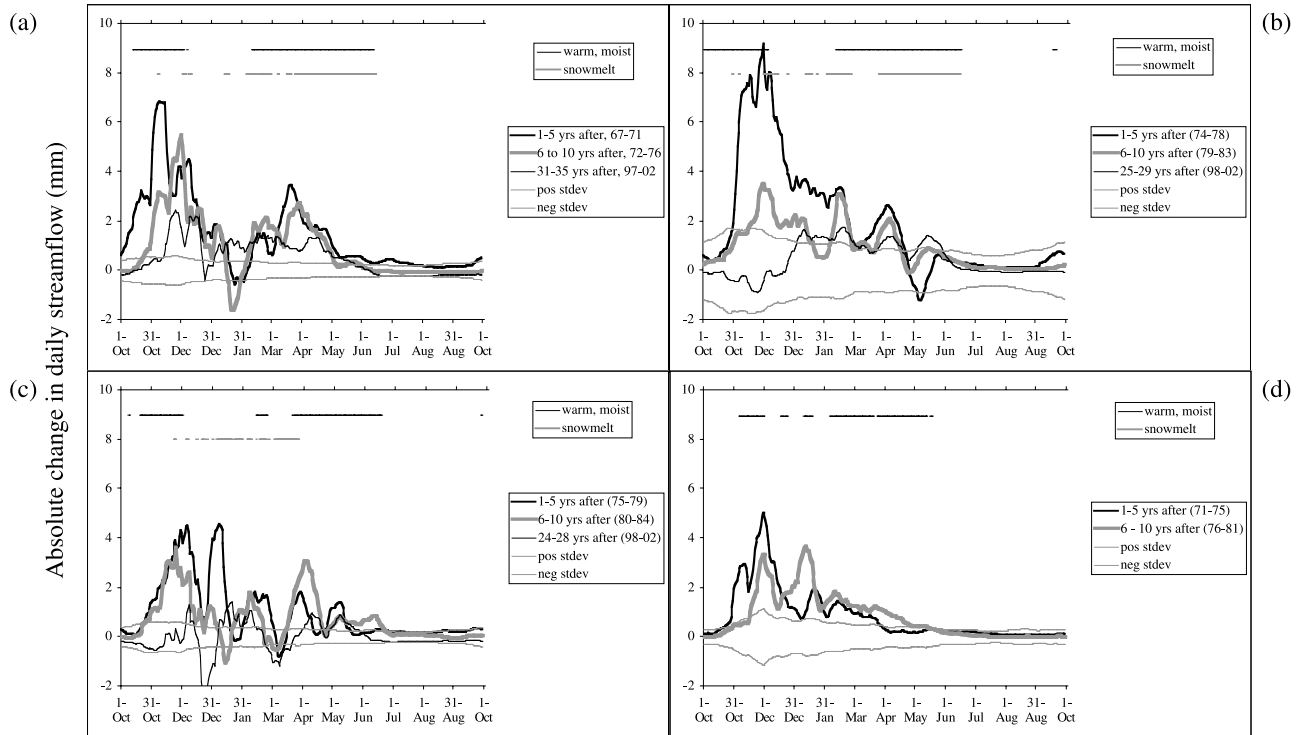 Absolute change in daily streamflow (mm)
(a)
10
8
6
4
2
0
-2
1-Oct 31-Oct 1-Dec 31-Jan 1-Mar 1-Apr 1-May 1-Jun 1-Jul 1-Aug 31-Aug 1-Oct
warm, moist
snowmelt
1-5 yrs after, 67-71
6 to 10 yrs after, 72-76
31-35 yrs after, 97-02
pos stdev
neg stdev
(b)
10
8
6
4
2
0
-2
1-Oct 31-Oct 1-Dec 31-Jan 1-Mar 1-Apr 1-May 1-Jun 1-Jul 1-Aug 31-Aug 1-Oct
warm, moist
snowmelt
1-5 yrs after (74-78)
6-10 yrs after (79-83)
25-29 yrs after (98-02)
pos stdev
neg stdev
(c)
10
8
6
4
2
0
-2
1-Oct 31-Oct 1-Dec 31-Jan 1-Mar 1-Apr 1-May 1-Jun 1-Jul 1-Aug 31-Aug 1-Oct
warm, moist
snowmelt
1-5 yrs after (75-79)
6-10 yrs after (80-84)
24-28 yrs after (98-02)
pos stdev
neg stdev
(d)
10
8
6
4
2
0
-2
1-Oct 31-Oct 1-Dec 31-Jan 1-Mar 1-Apr 1-May 1-Jun 1-Jul 1-Aug 31-Aug 1-Oct
warm, moist
snowmelt
1-5 yrs after (71-75)
6 - 10 yrs after (76-81)
pos stdev
neg stdev